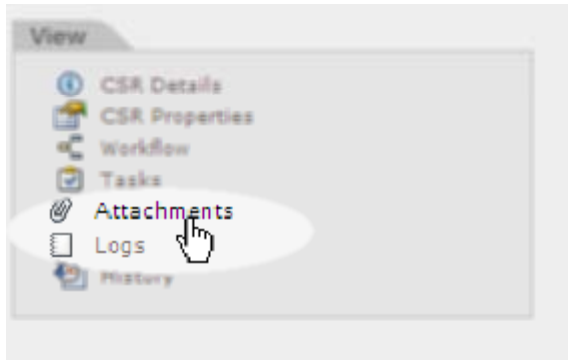 View
CSR Details
CSR Properties
Workflow
Tasks
Attachments
Logs
History